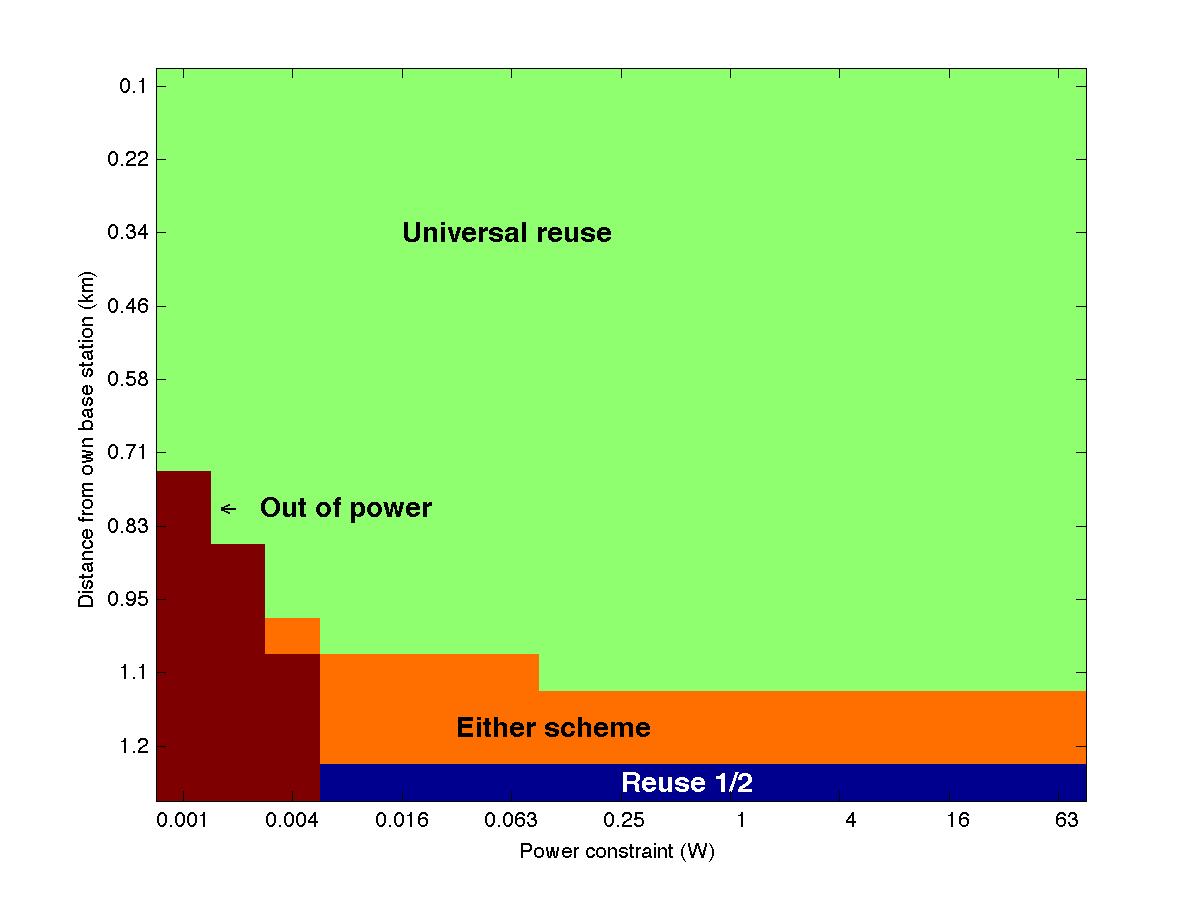 0.1
0.22
0.34
Universal reuse
0.46
0.58
0.71
← Out of power
0.83
0.95
1.1
Either scheme
1.2
Reuse 1/2
0.001 0.004 0.016 0.063 0.25 1 4 16 63
Power constraint (W)
Distance from own base station (km)